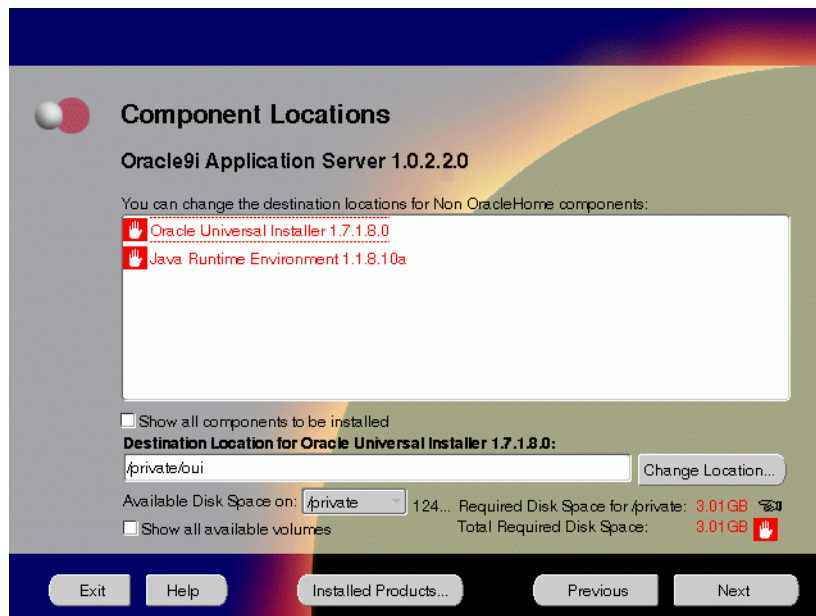 Component Locations
Oracle9i Application Server 1.0.2.2.0
You can change the destination locations for Non OracleHome components:
Oracle Universal Installer 1.7.1.8.0
Java Runtime Environment 1.1.8.10a
Show all components to be installed
Destination Location for Oracle Universal Installer 1.7.1.8.0:
/private/oui Change Location...
Available Disk Space on: /private 124... Required Disk Space for /private: 3.01GB
Show all available volumes Total Required Disk Space: 3.01GB
Exit Help Installed Products... Previous Next